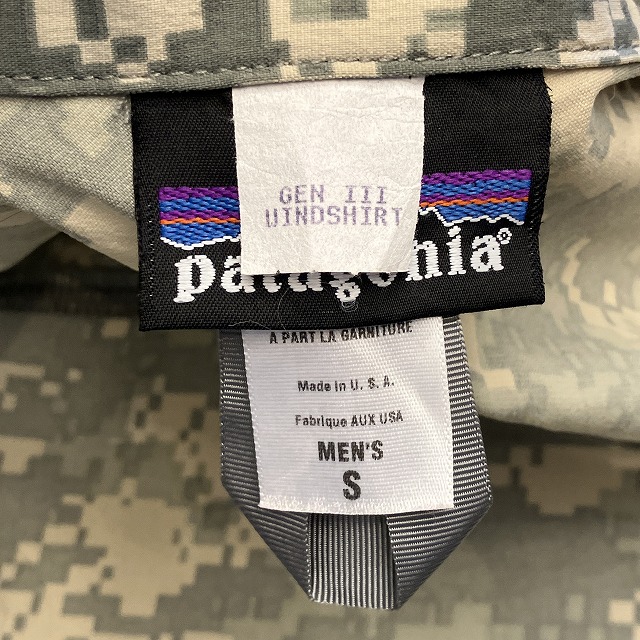 GEN III
WINDSHIRT
patagonia®
A PART LA GARNITURE
Made in U. S. A.
Fabrique AUX USA
MEN'S
S